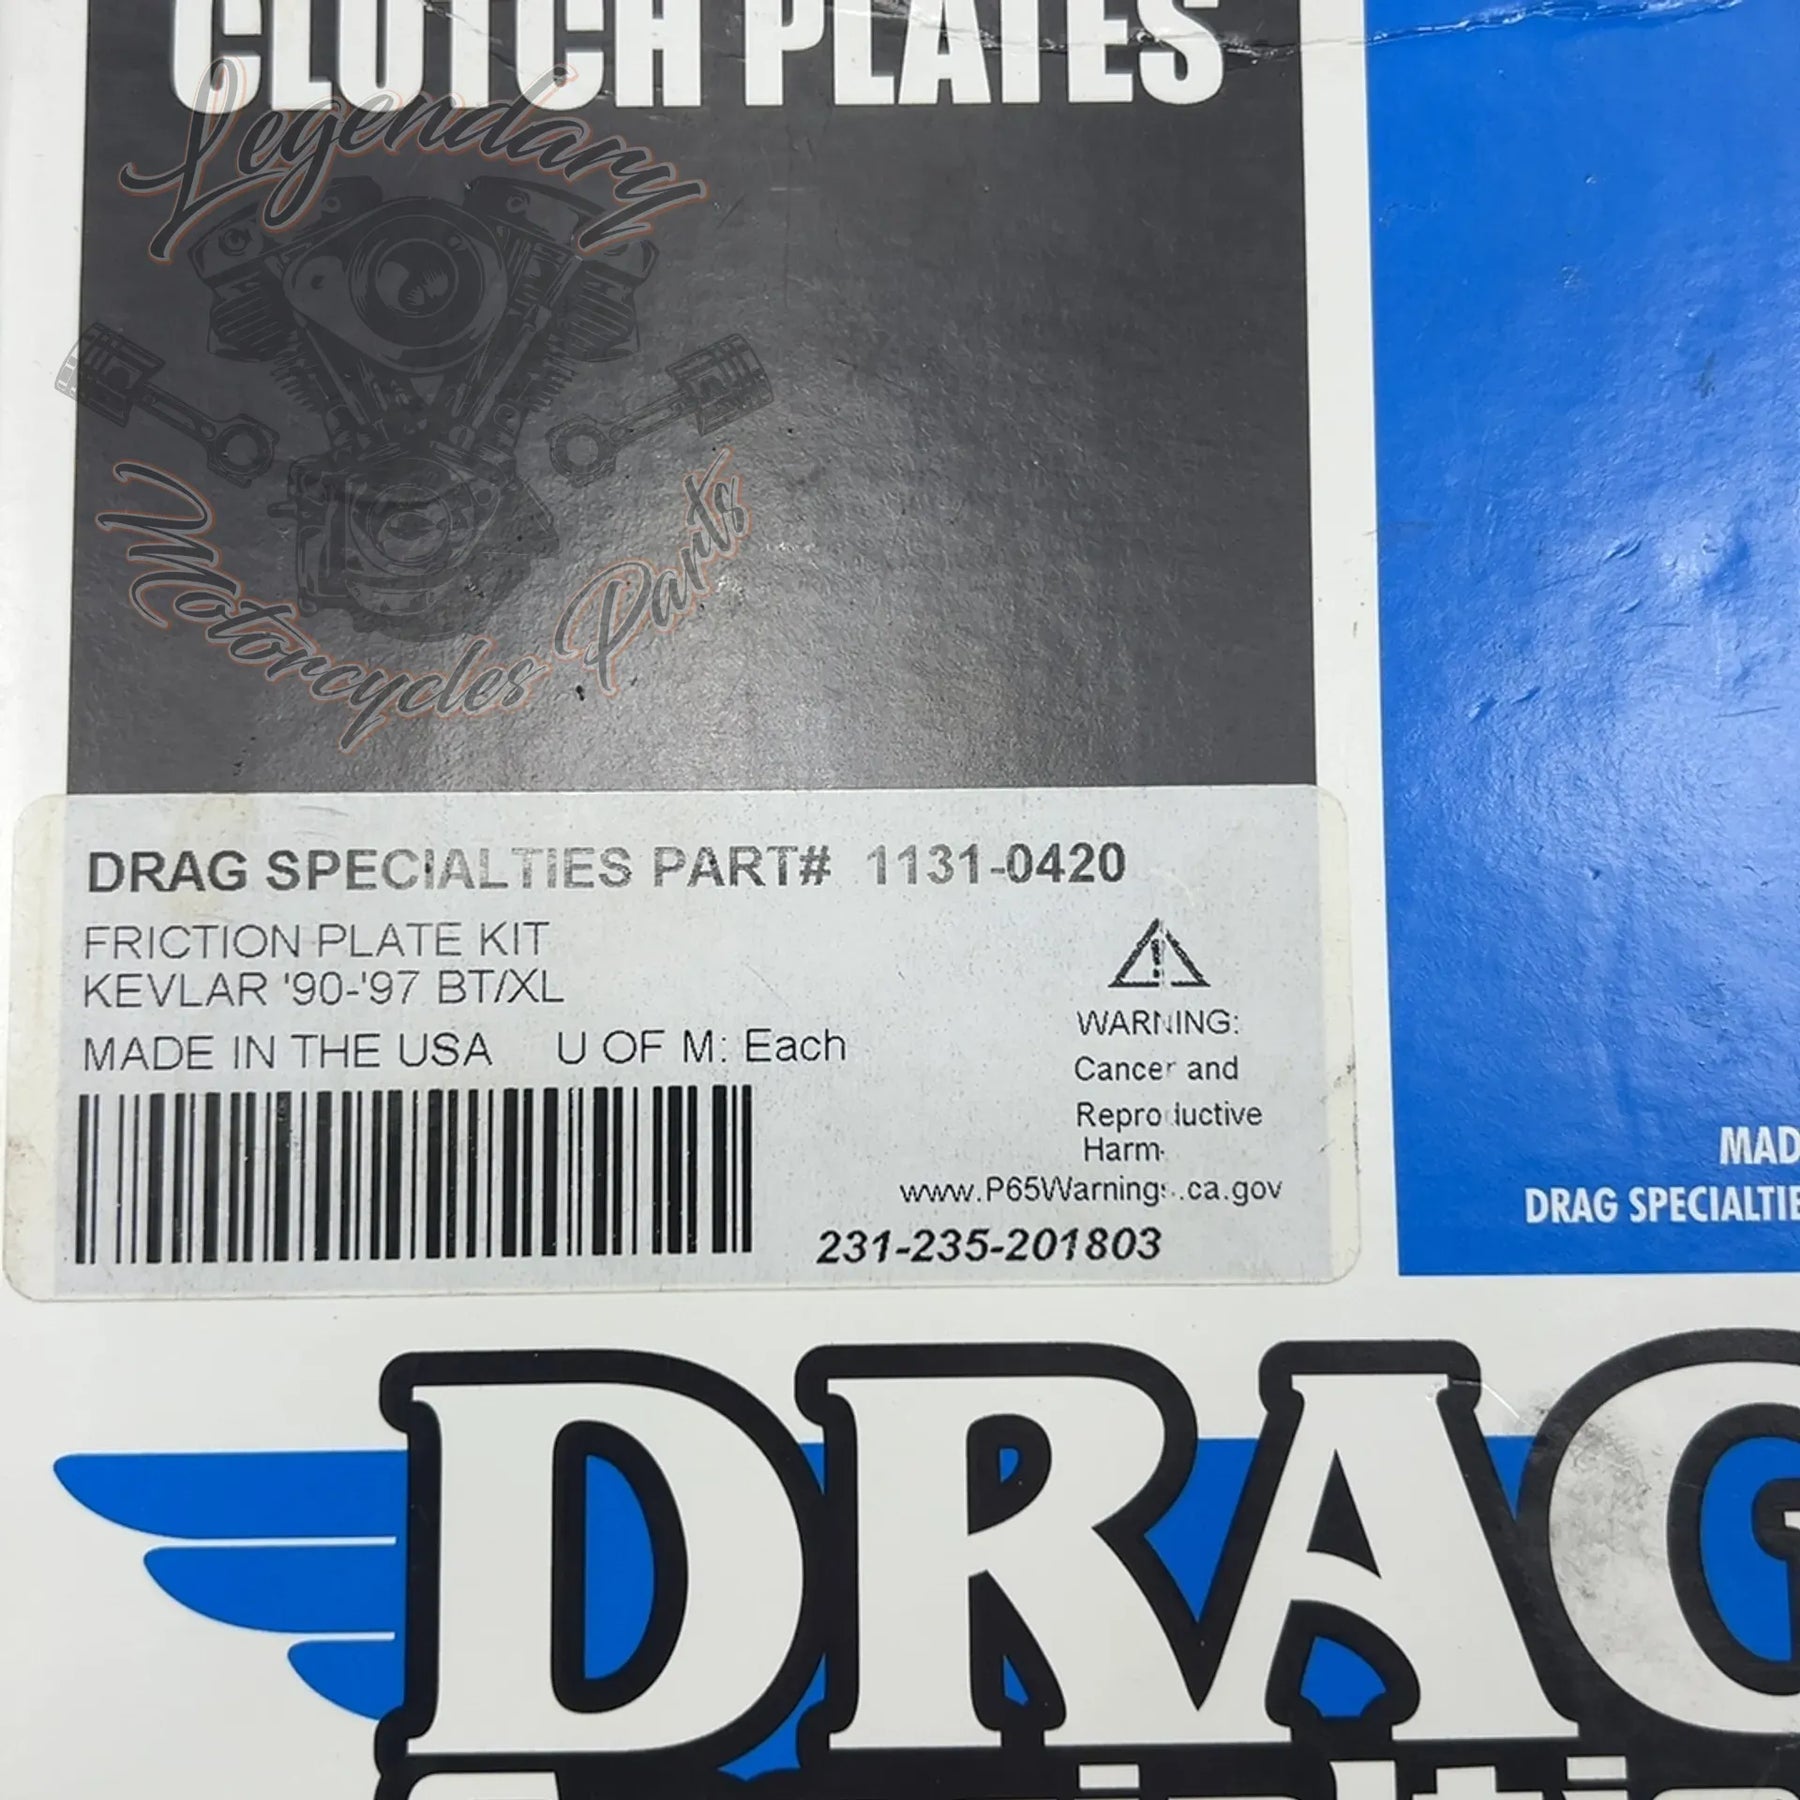 CLUTCH PLATES
Legendary
Motorcycles Parts
DRAG SPECIALTIES PART# 1131-0420
FRICTION PLATE KIT
KEVLAR '90-'97 BT/XL
MADE IN THE USA U OF M: Each
WARNING:
Cancer and
Reproductive
Harm-
www.P65Warnings.ca.gov
231-235-201803
MAD
DRAG SPECIALTIE
DRAG